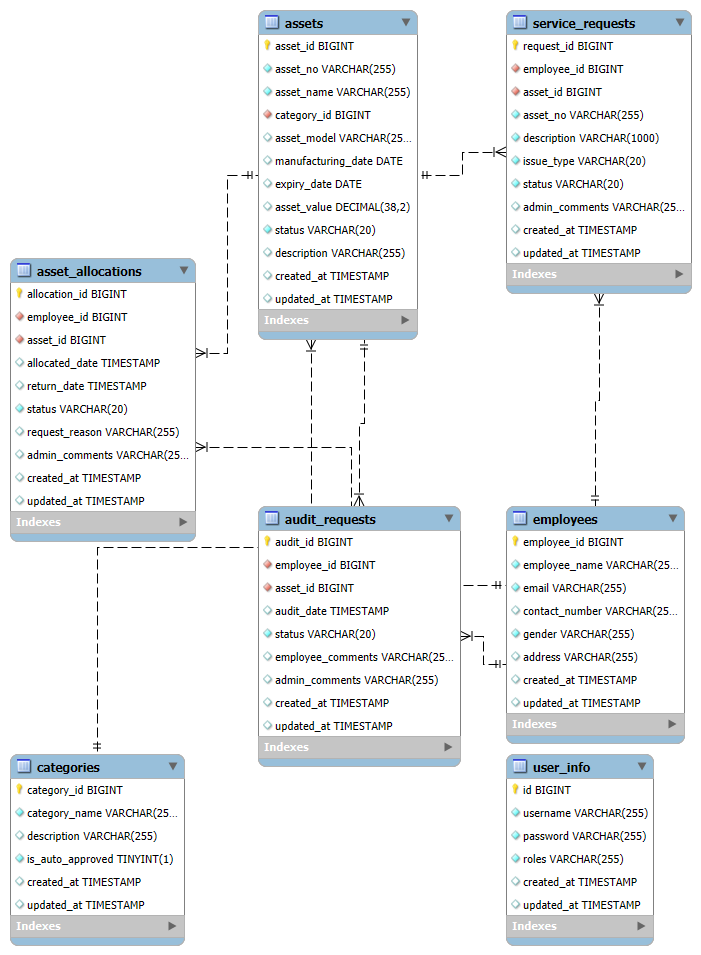 assets
asset_id BIGINT
asset_no VARCHAR(255)
asset_name VARCHAR(255)
category_id BIGINT
asset_model VARCHAR(25...
manufacturing_date DATE
expiry_date DATE
asset_value DECIMAL(38,2)
status VARCHAR(20)
description VARCHAR(255)
created_at TIMESTAMP
updated_at TIMESTAMP
Indexes
service_requests
request_id BIGINT
employee_id BIGINT
asset_id BIGINT
asset_no VARCHAR(255)
description VARCHAR(1000)
issue_type VARCHAR(20)
status VARCHAR(20)
admin_comments VARCHAR(25...
created_at TIMESTAMP
updated_at TIMESTAMP
Indexes
asset_allocations
allocation_id BIGINT
employee_id BIGINT
asset_id BIGINT
allocated_date TIMESTAMP
return_date TIMESTAMP
status VARCHAR(20)
request_reason VARCHAR(255)
admin_comments VARCHAR(25...
created_at TIMESTAMP
updated_at TIMESTAMP
Indexes
audit_requests
audit_id BIGINT
employee_id BIGINT
asset_id BIGINT
audit_date TIMESTAMP
status VARCHAR(20)
employee_comments VARCHAR(25...
admin_comments VARCHAR(255)
created_at TIMESTAMP
updated_at TIMESTAMP
Indexes
employees
employee_id BIGINT
employee_name VARCHAR(25...
email VARCHAR(255)
contact_number VARCHAR(25...
gender VARCHAR(255)
address VARCHAR(255)
created_at TIMESTAMP
updated_at TIMESTAMP
Indexes
categories
category_id BIGINT
category_name VARCHAR(25...
description VARCHAR(255)
is_auto_approved TINYINT(1)
created_at TIMESTAMP
updated_at TIMESTAMP
Indexes
user_info
id BIGINT
username VARCHAR(255)
password VARCHAR(255)
roles VARCHAR(255)
created_at TIMESTAMP
updated_at TIMESTAMP
Indexes